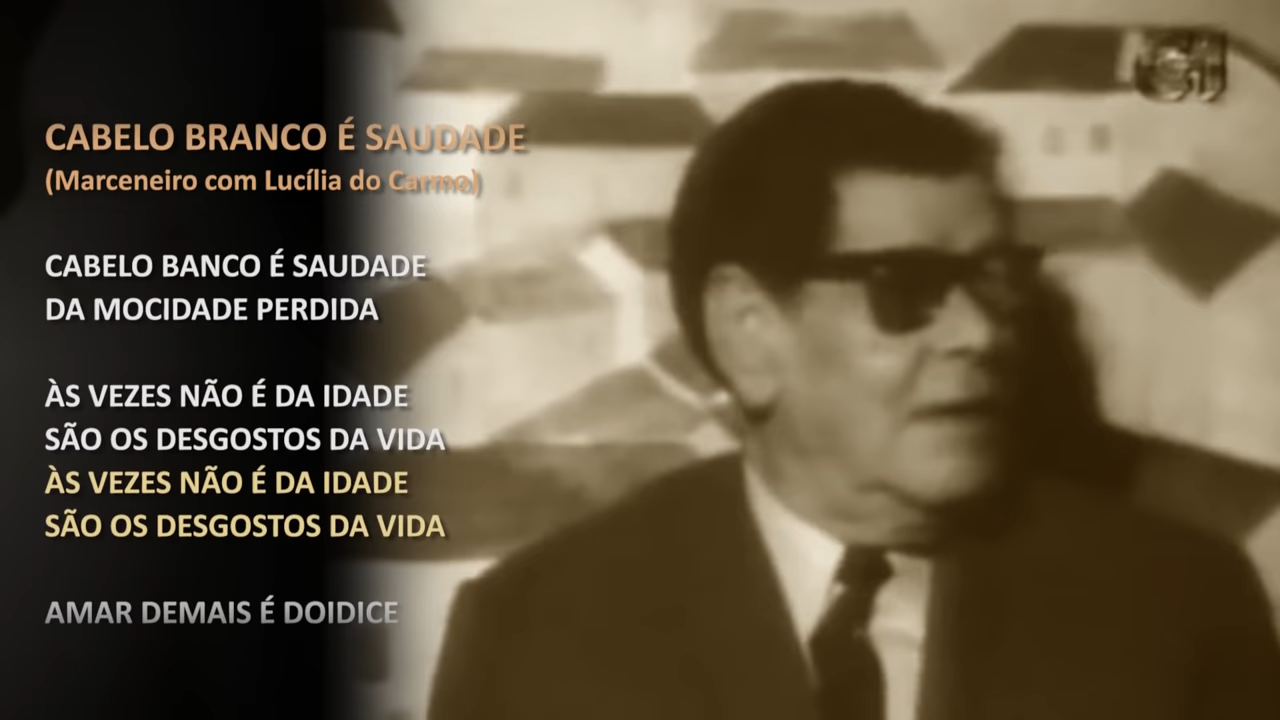 CABELO BRANCO É SAUDADE
(Marceneiro com Lucília do Carmo)
CABELO BANCO É SAUDADE
DA MOCIDADE PERDIDA
ÀS VEZES NÃO É DA IDADE
SÃO OS DESGOSTOS DA VIDA
ÀS VEZES NÃO É DA IDADE
SÃO OS DESGOSTOS DA VIDA
AMAR DEMAIS É DOIDICE